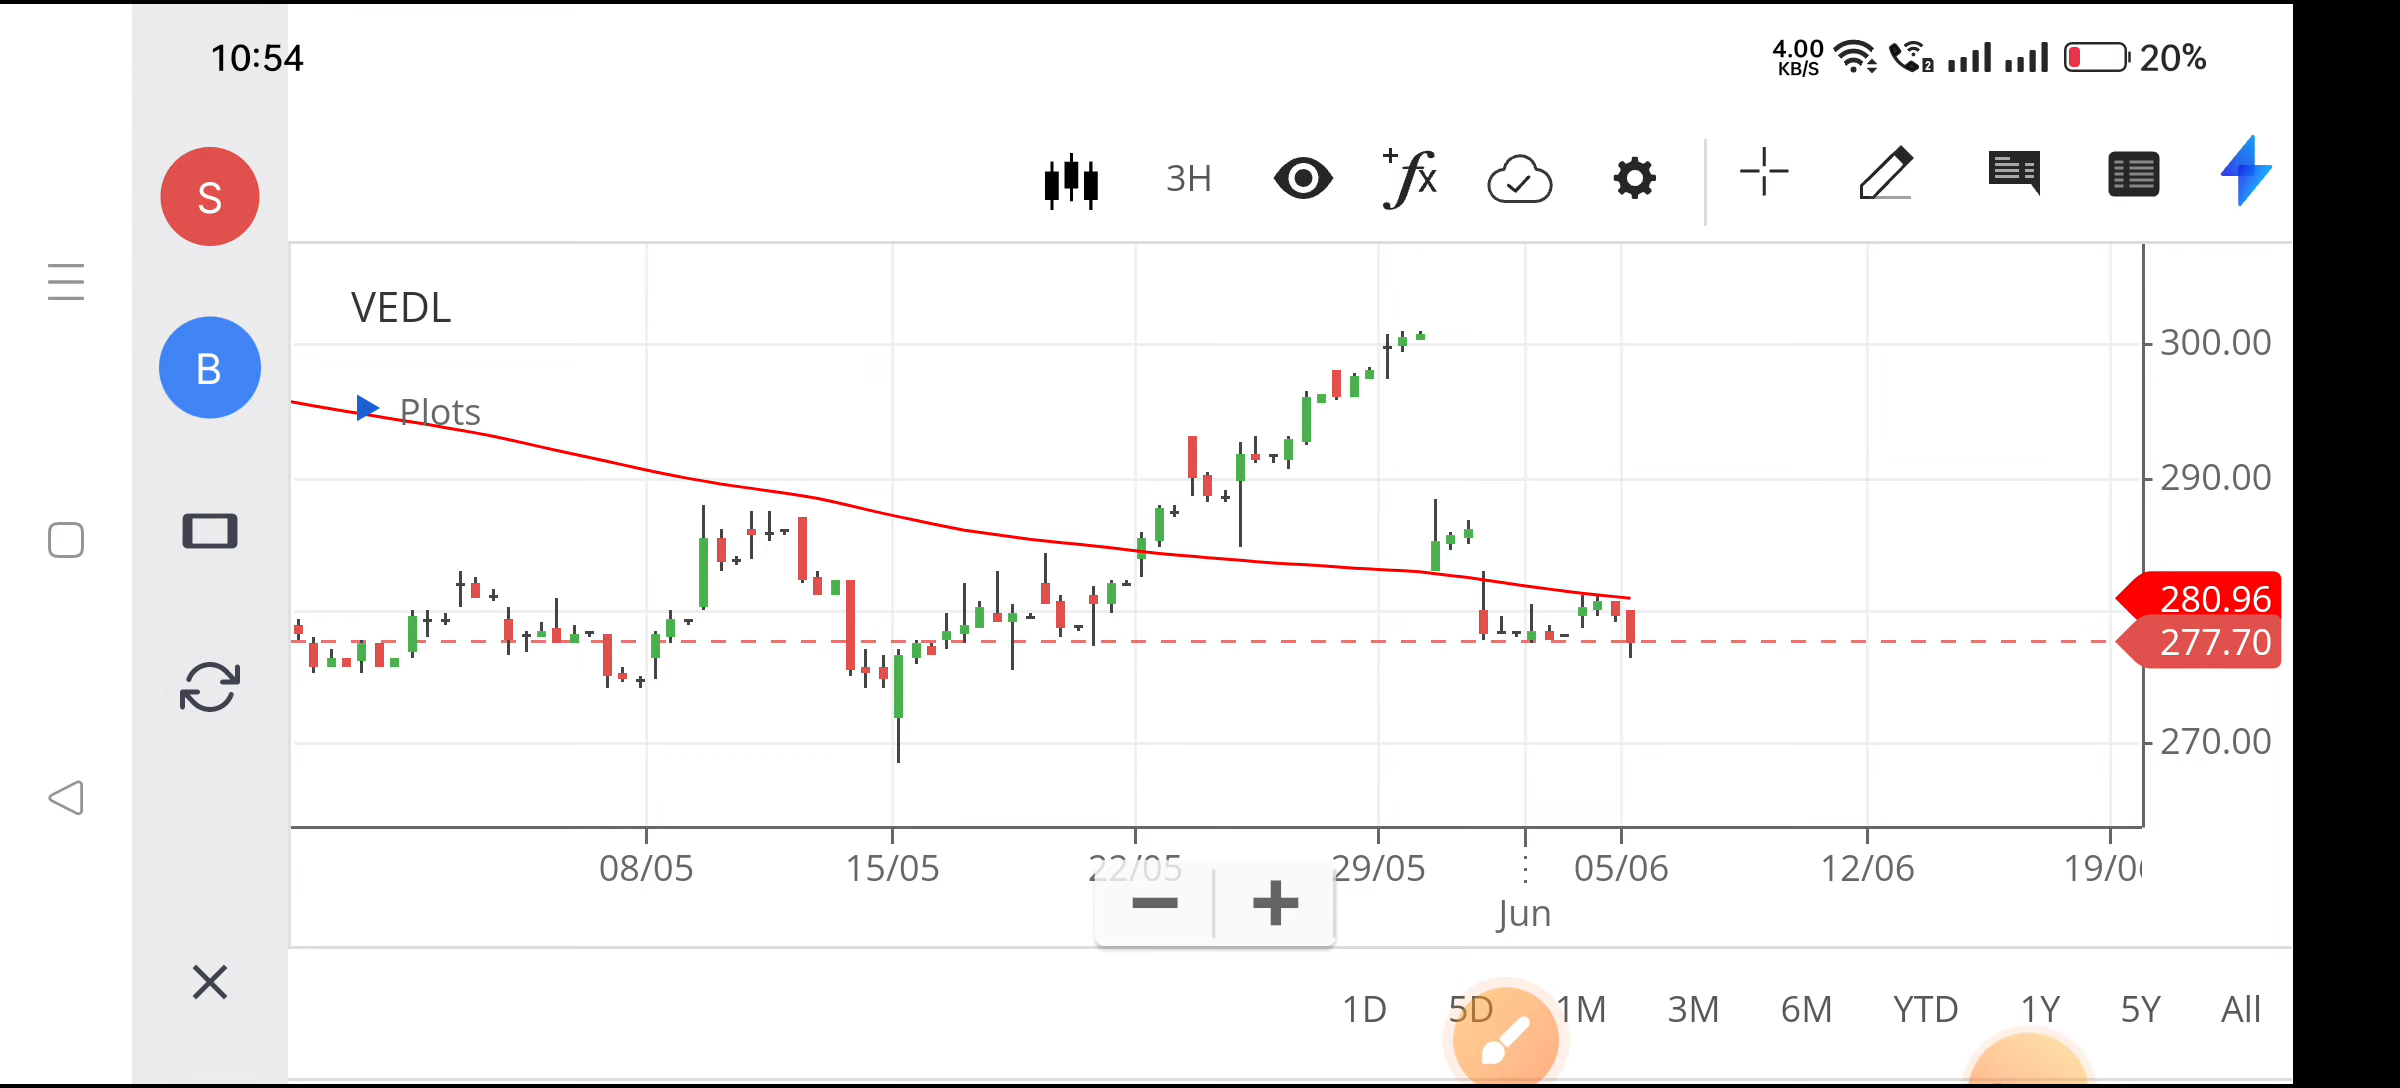 10:54
4.00
KB/S
2
20%
S
B
3H
+fx
VEDL
Plots
300.00
290.00
280.96
277.70
270.00
08/05
15/05
22/05
29/05
05/06
12/06
Jun
1D
5D
1M
3M
6M
YTD
1Y
5Y
All